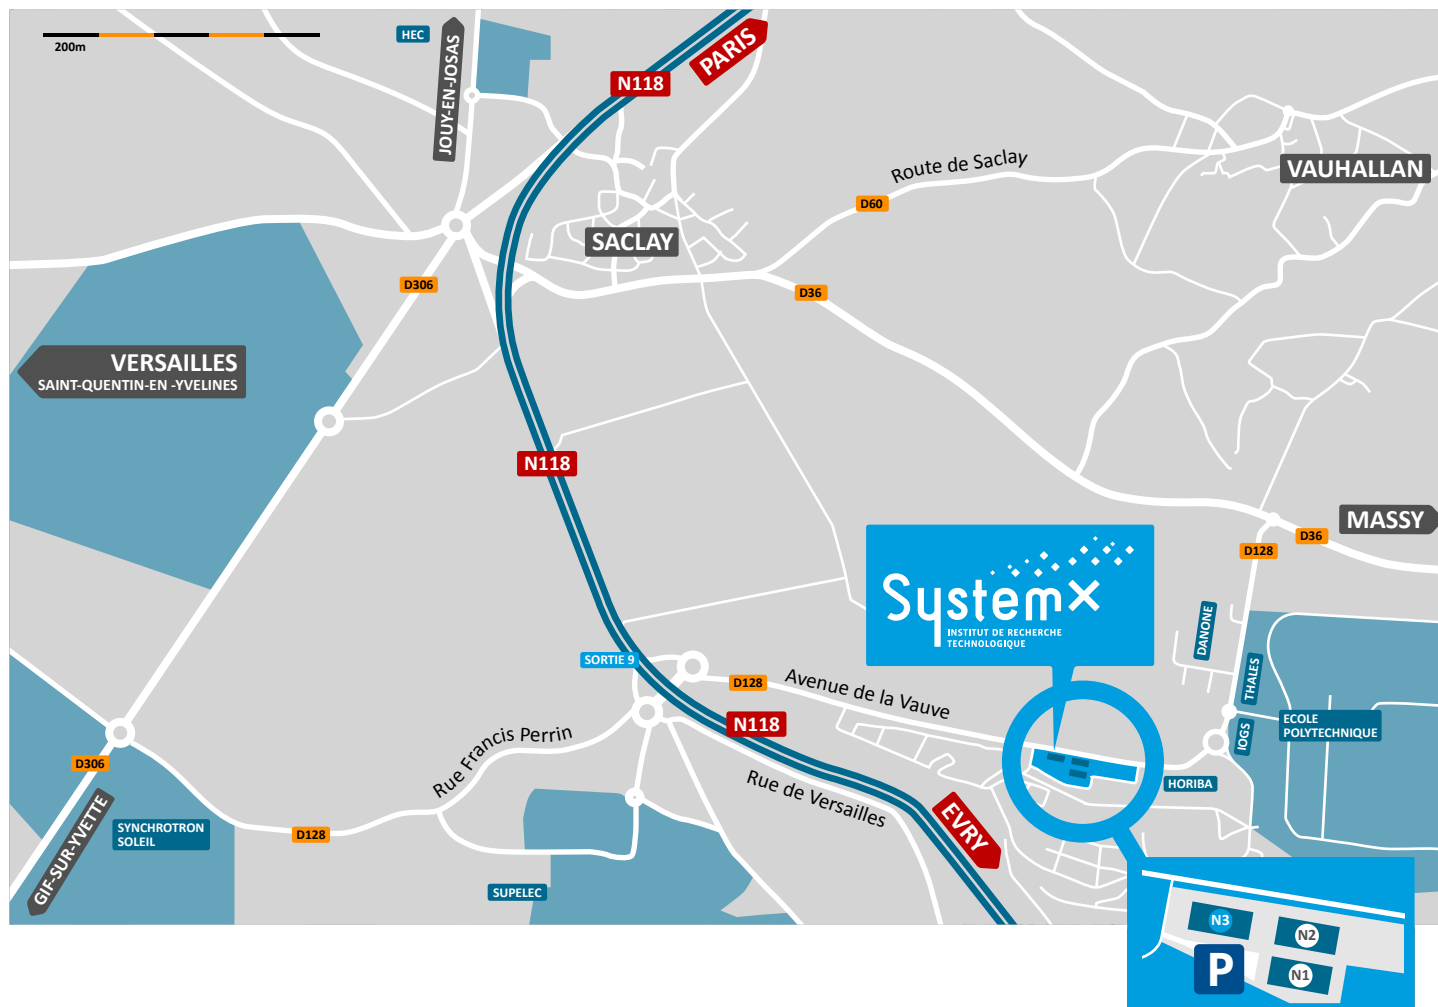 200m
HEC
JOUY-EN-JOSAS
PARIS
N118
Route de Saclay
VAUHALLAN
D60
SACLAY
D306
D36
VERSAILLES
SAINT-QUENTIN-EN -YVELINES
N118
MASSY
D36
D128
Systemx
INSTITUT DE RECHERCHE
TECHNOLOGIQUE
DANONE
SORTIE 9
THALES
D128
Avenue de la Vauve
N118
IOGS
ECOLE
POLYTECHNIQUE
Rue Francis Perrin
D306
Rue de Versailles
HORIBA
EVRY
GIF-SUR-YVETTE
SYNCHROTRON
SOLEIL
D128
SUPELEC
N3
N2
P
N1